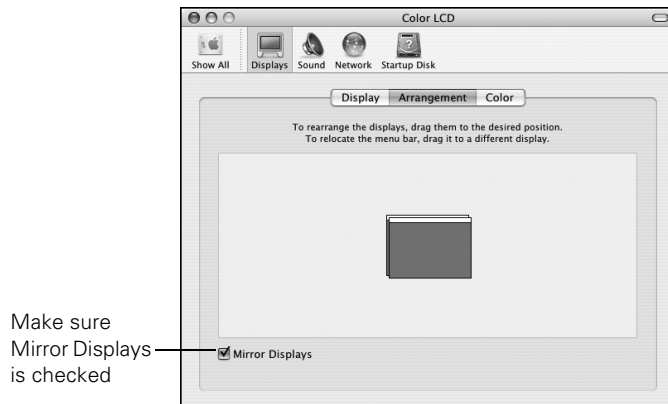 Color LCD
Show All Displays Sound Network Startup Disk
Display Arrangement Color
To rearrange the displays, drag them to the desired position.
To relocate the menu bar, drag it to a different display.
Make sure
Mirror Displays
is checked
Mirror Displays